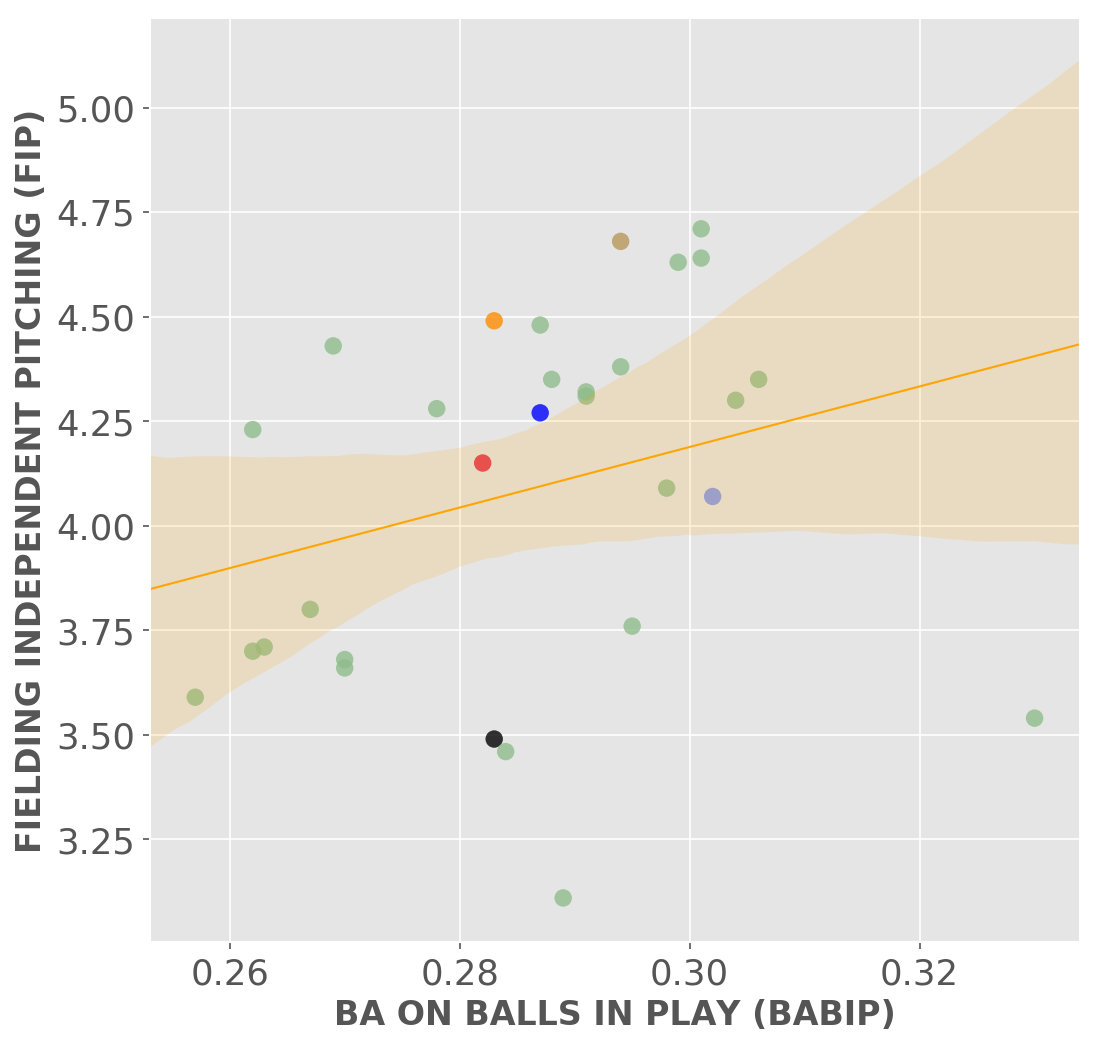 FIELDING INDEPENDENT PITCHING (FIP)
5.00
4.75
4.50
4.25
4.00
3.75
3.50
3.25
0.26 0.28 0.30 0.32
BA ON BALLS IN PLAY (BABIP)